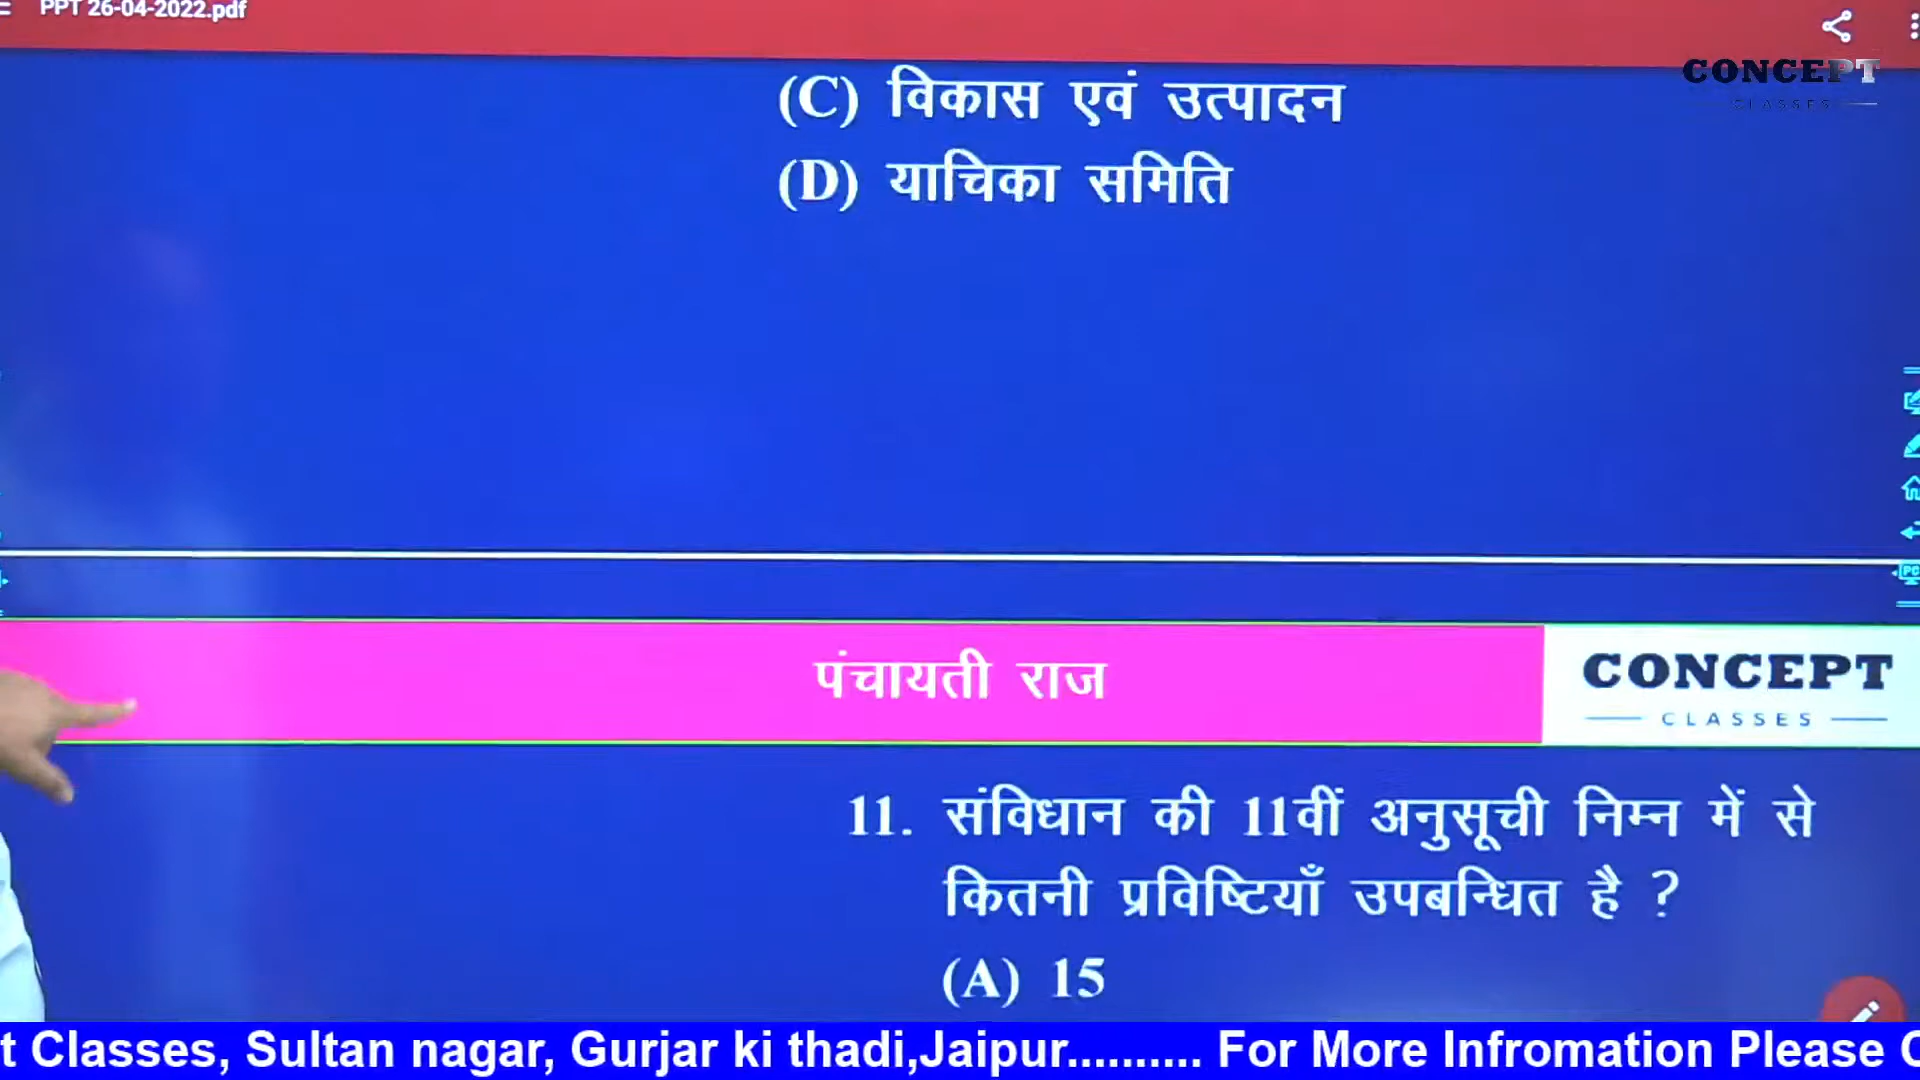 PPT 26-04-2022.pdf
CONCEPT
CLASSES
(C) विकास एवं उत्पादन
(D) याचिका समिति
पंचायती राज
CONCEPT
CLASSES
11. संविधान की 11वीं अनुसूची निम्न में से
कितनी प्रविष्टियाँ उपबन्धित है ?
(A) 15
t Classes, Sultan nagar, Gurjar ki thadi,Jaipur.......... For More Infromation Please C